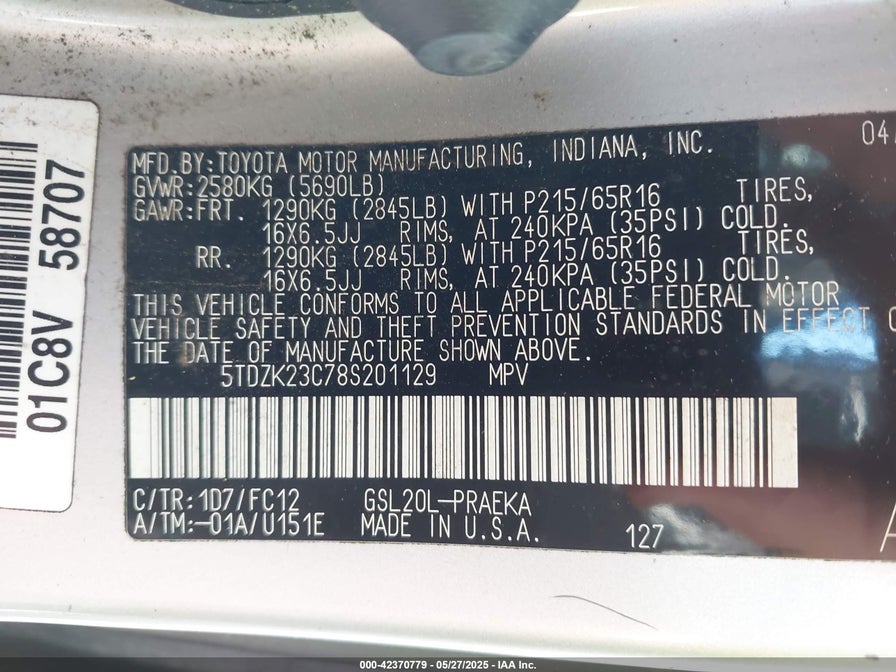 01C8V 58707
04
MFD.BY:TOYOTA MOTOR MANUFACTURING, INDIANA, INC.
GVWR:2580KG (5690LB)
GAWR:FRT. 1290KG (2845LB) WITH P215/65R16 TIRES,
16X6.5JJ RIMS, AT 240KPA (35PSI) COLD.
RR. 1290KG (2845LB) WITH P215/65R16 TIRES,
16X6.5JJ RIMS, AT 240KPA (35PSI) COLD.
THIS VEHICLE CONFORMS TO ALL APPLICABLE FEDERAL MOTOR
VEHICLE SAFETY AND THEFT PREVENTION STANDARDS IN EFFECT
THE DATE OF MANUFACTURE SHOWN ABOVE.
5TDZK23C78S201129 MPV
C/TR:1D7/FC12 GSL20L-PRAEKA
A/TM:-01A/U151E MADE IN U.S.A.
127
000-42370779 — 05/27/2025 — IAA Inc.